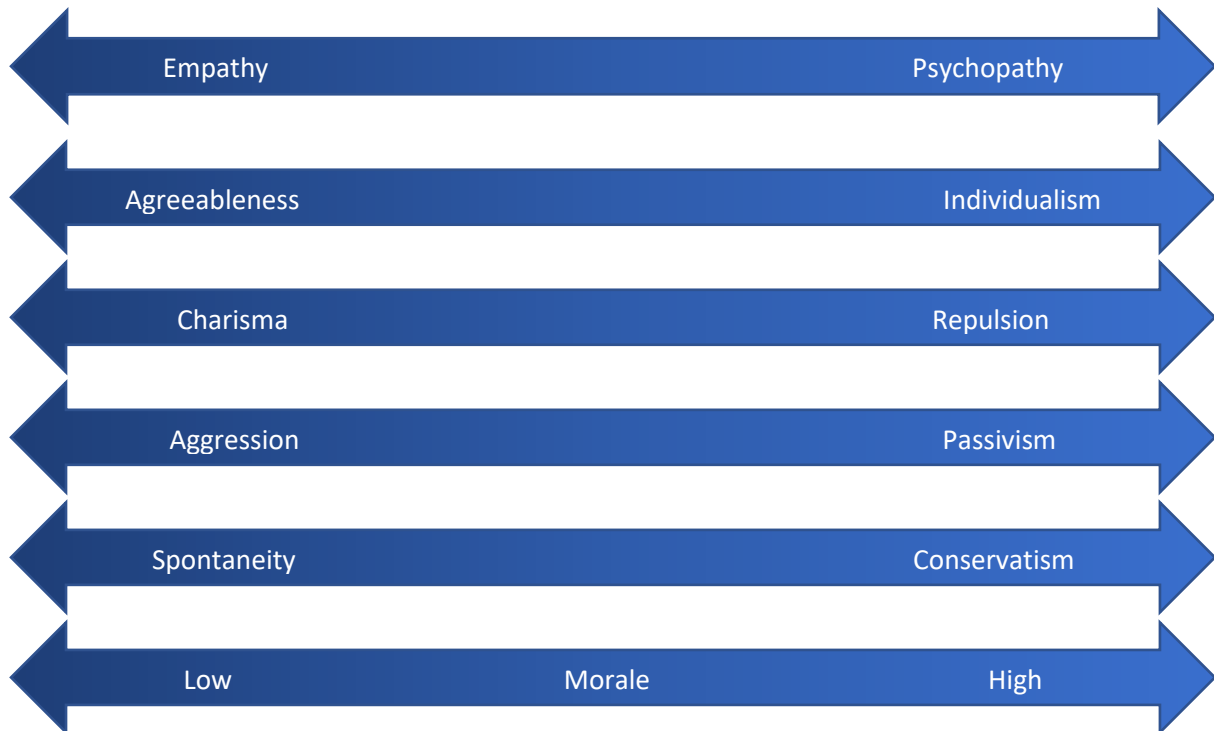 Empathy Psychopathy
Agreeableness Individualism
Charisma Repulsion
Aggression Passivism
Spontaneity Conservatism
Low Morale High